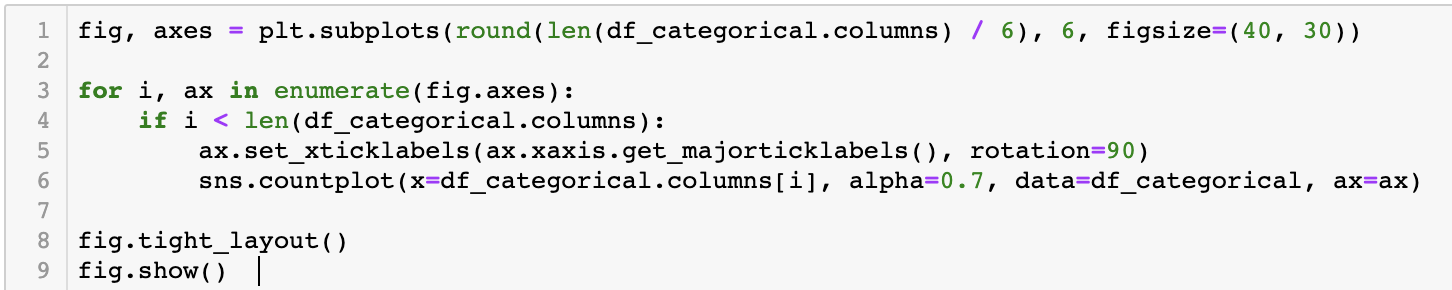 1 fig, axes = plt.subplots(round(len(df_categorical.columns) / 6), 6, figsize=(40, 30))
2
3 for i, ax in enumerate(fig.axes):
4     if i < len(df_categorical.columns):
5         ax.set_xticklabels(ax.xaxis.get_majorticklabels(), rotation=90)
6         sns.countplot(x=df_categorical.columns[i], alpha=0.7, data=df_categorical, ax=ax)
7
8 fig.tight_layout()
9 fig.show()